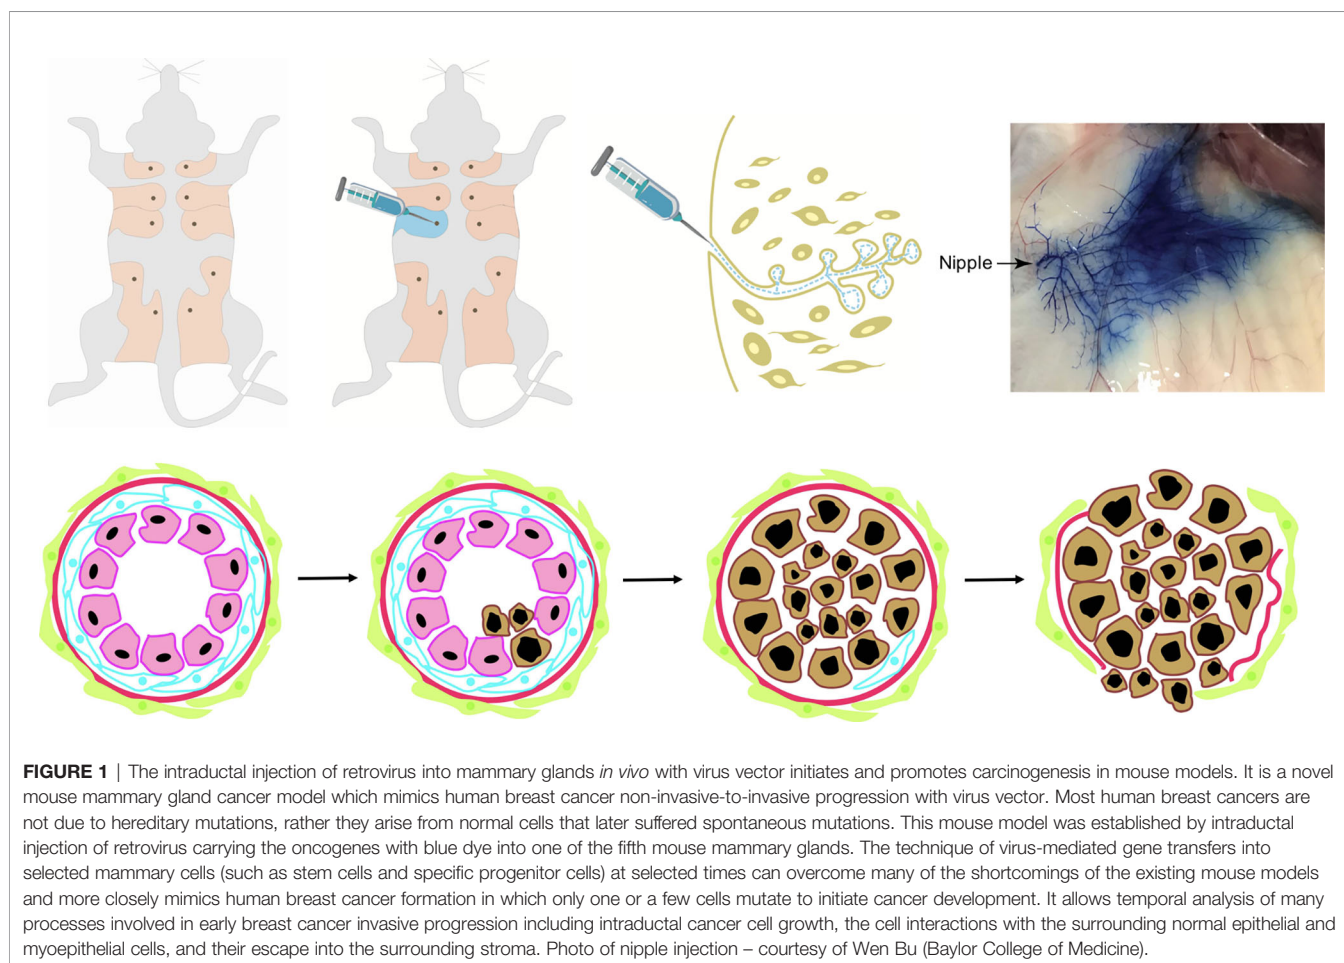 Nipple
FIGURE 1 | The intraductal injection of retrovirus into mammary glands in vivo with virus vector initiates and promotes carcinogenesis in mouse models. It is a novel
mouse mammary gland cancer model which mimics human breast cancer non-invasive-to-invasive progression with virus vector. Most human breast cancers are
not due to hereditary mutations, rather they arise from normal cells that later suffered spontaneous mutations. This mouse model was established by intraductal
injection of retrovirus carrying the oncogenes with blue dye into one of the fifth mouse mammary glands. The technique of virus-mediated gene transfers into
selected mammary cells (such as stem cells and specific progenitor cells) at selected times can overcome many of the shortcomings of the existing mouse models
and more closely mimics human breast cancer formation in which only one or a few cells mutate to initiate cancer development. It allows temporal analysis of many
processes involved in early breast cancer invasive progression including intraductal cancer cell growth, the cell interactions with the surrounding normal epithelial and
myoepithelial cells, and their escape into the surrounding stroma. Photo of nipple injection – courtesy of Wen Bu (Baylor College of Medicine).